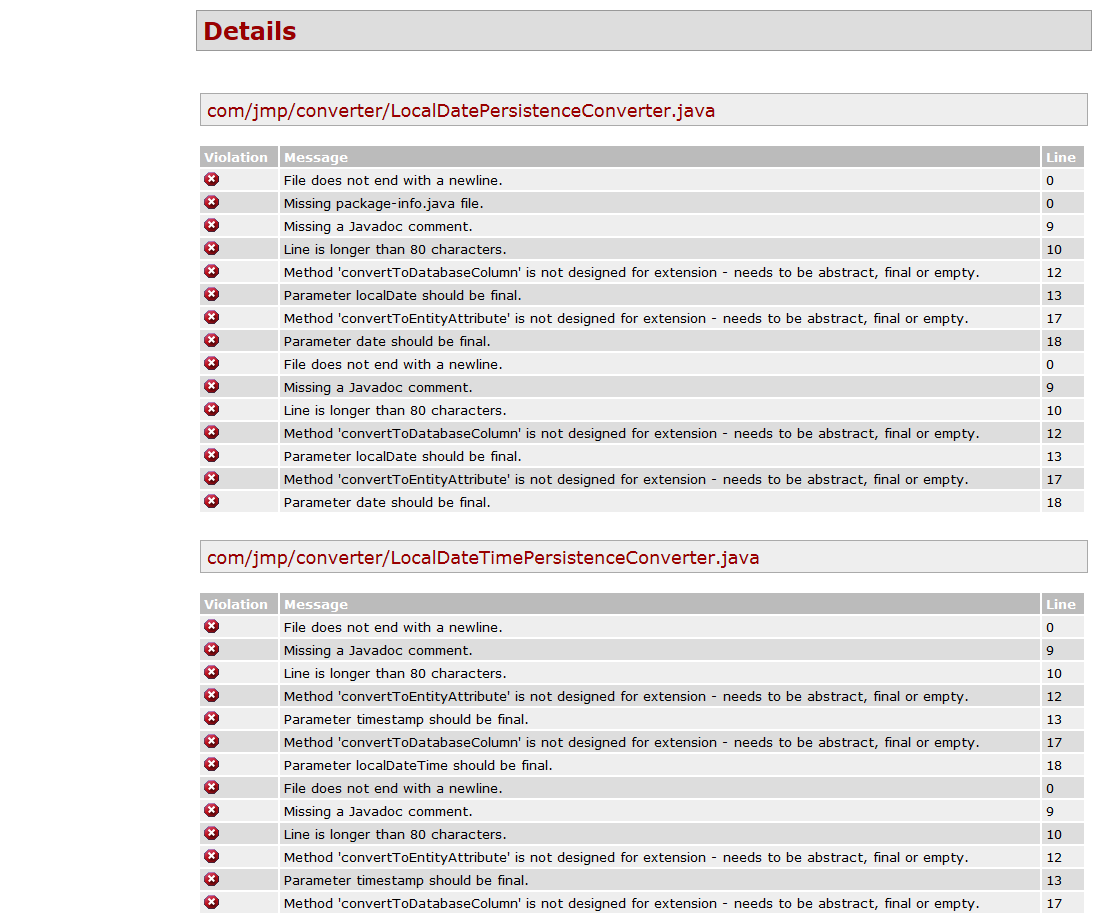 Details
com/jmp/converter/LocalDatePersistenceConverter.java
Violation Message Line
File does not end with a newline. 0
Missing package-info.java file. 0
Missing a Javadoc comment. 9
Line is longer than 80 characters. 10
Method 'convertToDatabaseColumn' is not designed for extension - needs to be abstract, final or empty. 12
Parameter localDate should be final. 13
Method 'convertToEntityAttribute' is not designed for extension - needs to be abstract, final or empty. 17
Parameter date should be final. 18
File does not end with a newline. 0
Missing a Javadoc comment. 9
Line is longer than 80 characters. 10
Method 'convertToDatabaseColumn' is not designed for extension - needs to be abstract, final or empty. 12
Parameter localDate should be final. 13
Method 'convertToEntityAttribute' is not designed for extension - needs to be abstract, final or empty. 17
Parameter date should be final. 18
com/jmp/converter/LocalDateTimePersistenceConverter.java
Violation Message Line
File does not end with a newline. 0
Missing a Javadoc comment. 9
Line is longer than 80 characters. 10
Method 'convertToEntityAttribute' is not designed for extension - needs to be abstract, final or empty. 12
Parameter timestamp should be final. 13
Method 'convertToDatabaseColumn' is not designed for extension - needs to be abstract, final or empty. 17
Parameter localDateTime should be final. 18
File does not end with a newline. 0
Missing a Javadoc comment. 9
Line is longer than 80 characters. 10
Method 'convertToEntityAttribute' is not designed for extension - needs to be abstract, final or empty. 12
Parameter timestamp should be final. 13
Method 'convertToDatabaseColumn' is not designed for extension - needs to be abstract, final or empty. 17